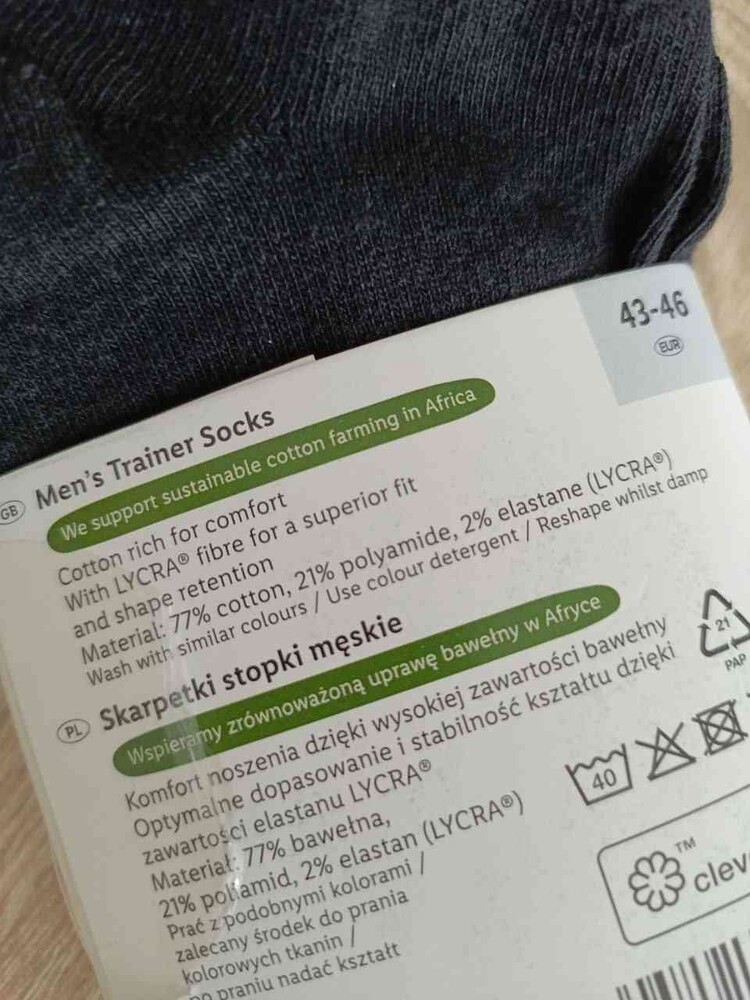 43-46
EUR
GB Men's Trainer Socks
We support sustainable cotton farming in Africa
Cotton rich for comfort
With LYCRA® fibre for a superior fit
and shape retention
Material: 77% cotton, 21% polyamide, 2% elastane (LYCRA®)
Wash with similar colours / Use colour detergent / Reshape whilst damp
PL Skarpetki stopki męskie
Wspieramy zrównoważoną uprawę bawełny w Afryce
Komfort noszenia dzięki wysokiej zawartości bawełny
Optymalne dopasowanie i stabilność kształtu dzięki
zawartości elastanu LYCRA®
Materiał: 77% bawełna,
21% poliamid, 2% elastan (LYCRA®)
Prać z podobnymi kolorami /
zalecany środek do prania
kolorowych tkanin /
po praniu nadać kształt
21
PAP
40
TM
cleve